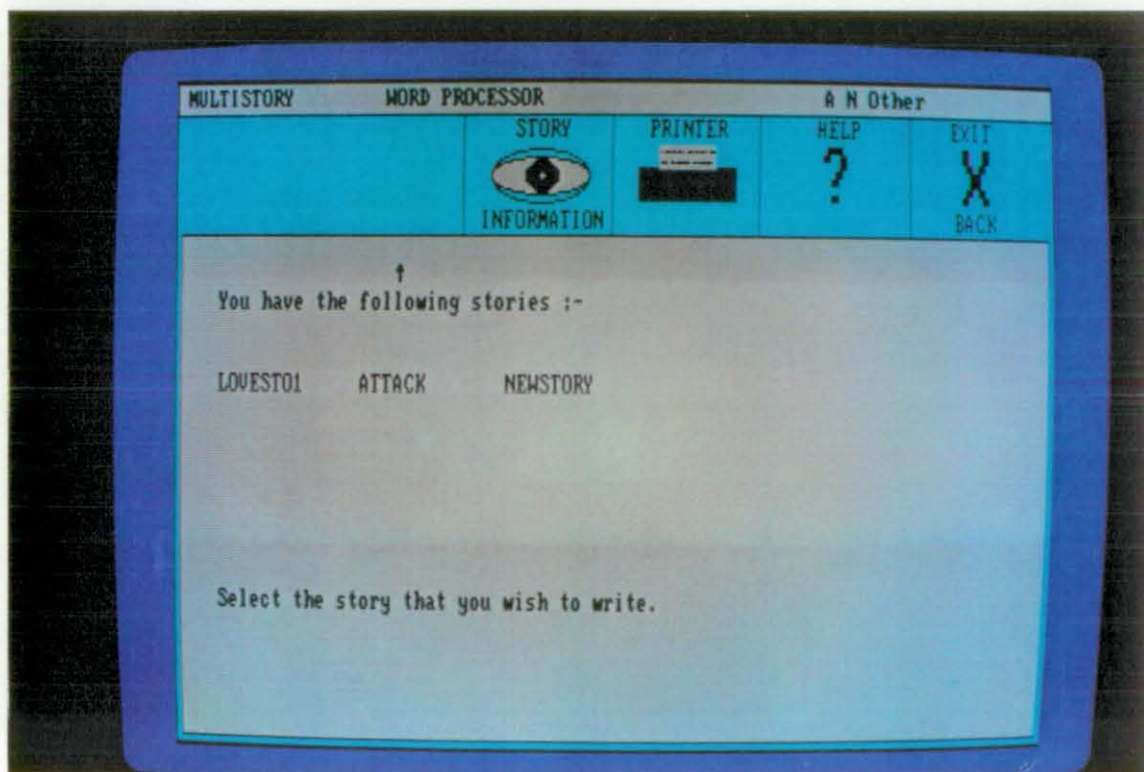 MULTISTORY WORD PROCESSOR A N Other
STORY PRINTER HELP EXIT
?
X
INFORMATION BACK
You have the following stories :-
LOVESTO1 ATTACK NEWSTORY
Select the story that you wish to write.